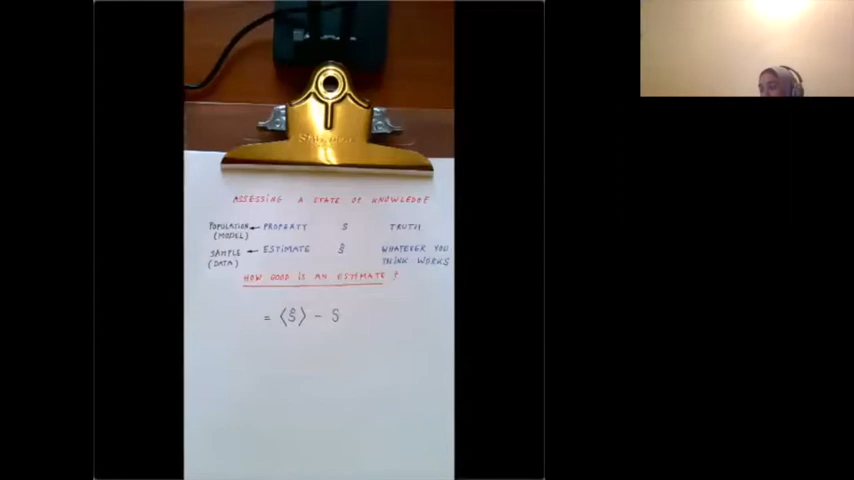 ASSESSING A STATE OF KNOWLEDGE
POPULATION ← PROPERTY S TRUTH
(MODEL)
SAMPLE ← ESTIMATE Ŝ WHATEVER YOU
(DATA) THINK WORKS
HOW GOOD IS AN ESTIMATE ?
= ⟨Ŝ⟩ − S